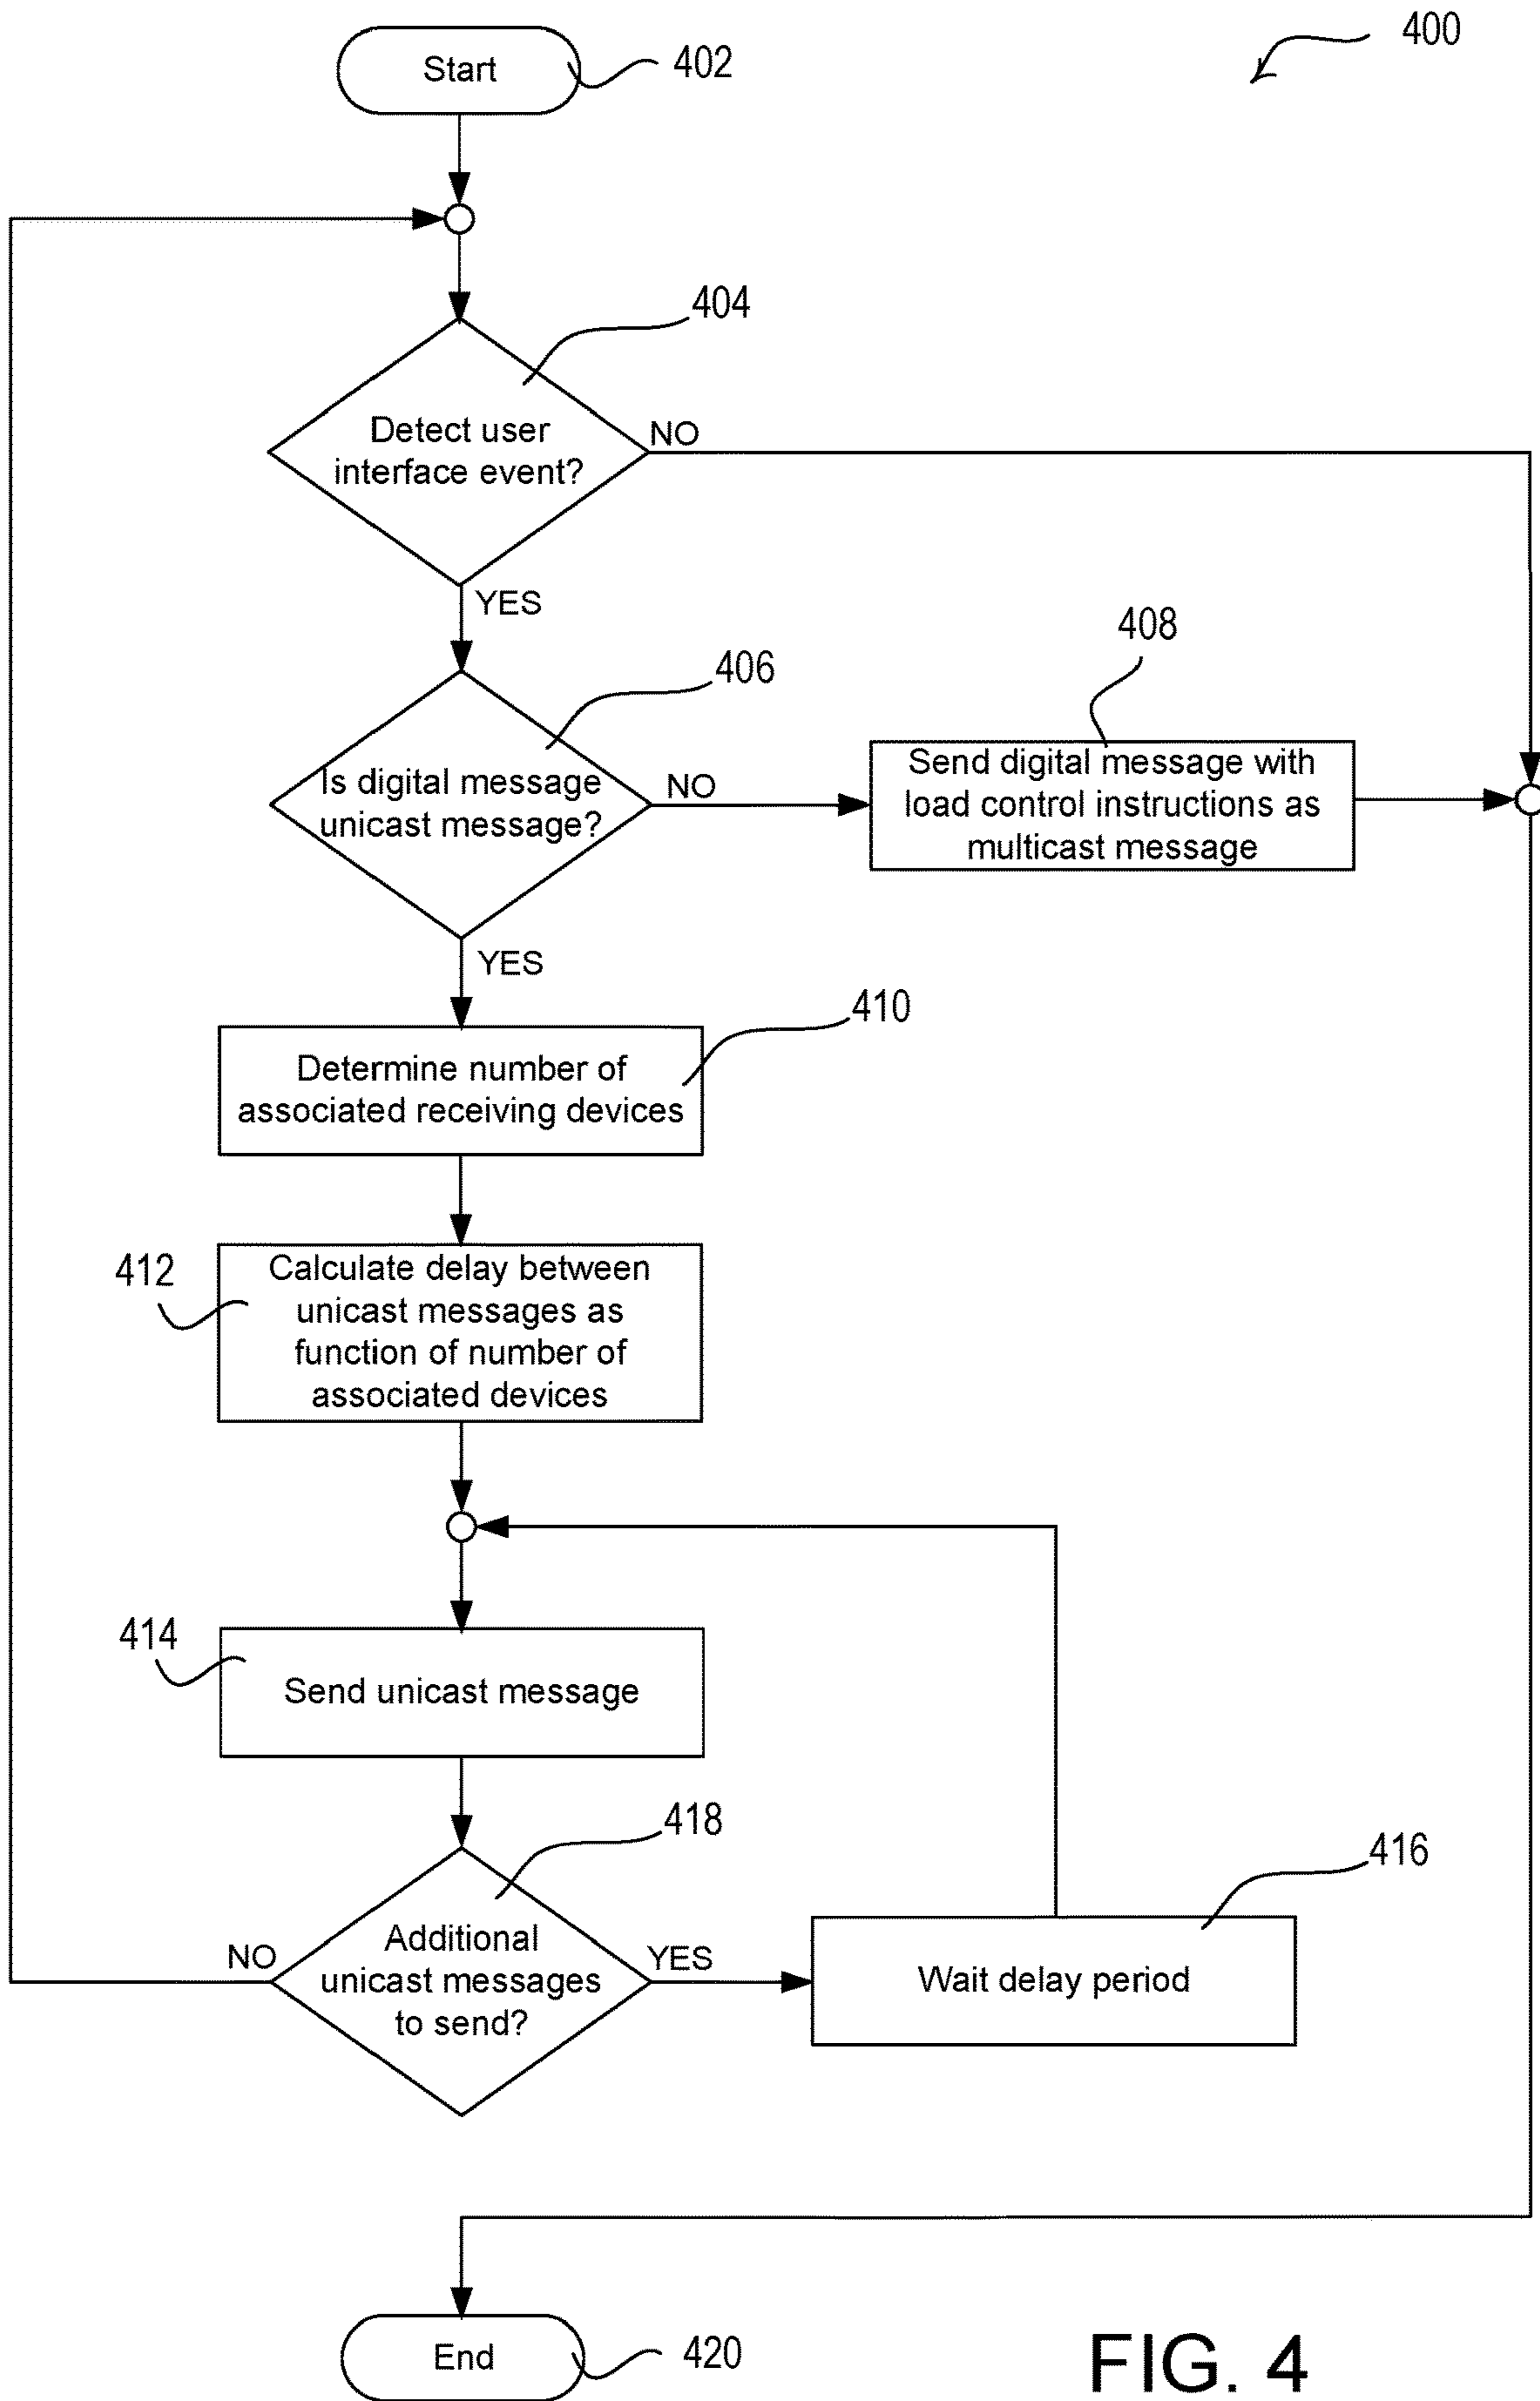 400
Start
402
404
Detect user
interface event?
NO
YES
406
408
Is digital message
unicast message?
NO
Send digital message with
load control instructions as
multicast message
YES
410
Determine number of
associated receiving devices
412
Calculate delay between
unicast messages as
function of number of
associated devices
414
Send unicast message
418
416
NO
Additional
unicast messages
to send?
YES
Wait delay period
End
420
FIG. 4